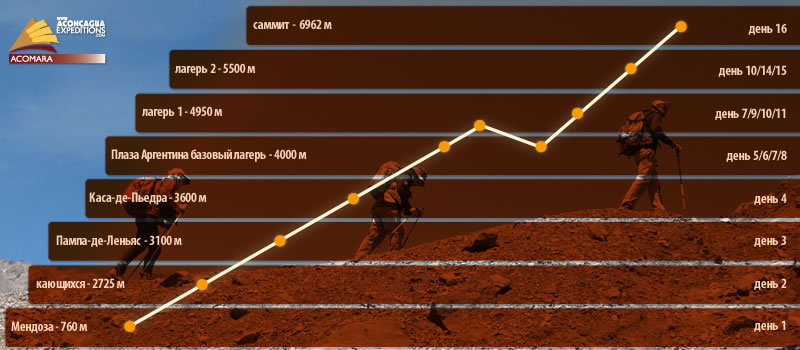 WWW.
ACONCAGUA
EXPEDITIONS
.COM
ACOMARA
саммит - 6962 м день 16
лагерь 2 - 5500 м день 10/14/15
лагерь 1 - 4950 м день 7/9/10/11
Плаза Аргентина базовый лагерь - 4000 м день 5/6/7/8
Каса-де-Пьедра - 3600 м день 4
Пампа-де-Леньяс - 3100 м день 3
кающихся - 2725 м день 2
Мендоза - 760 м день 1